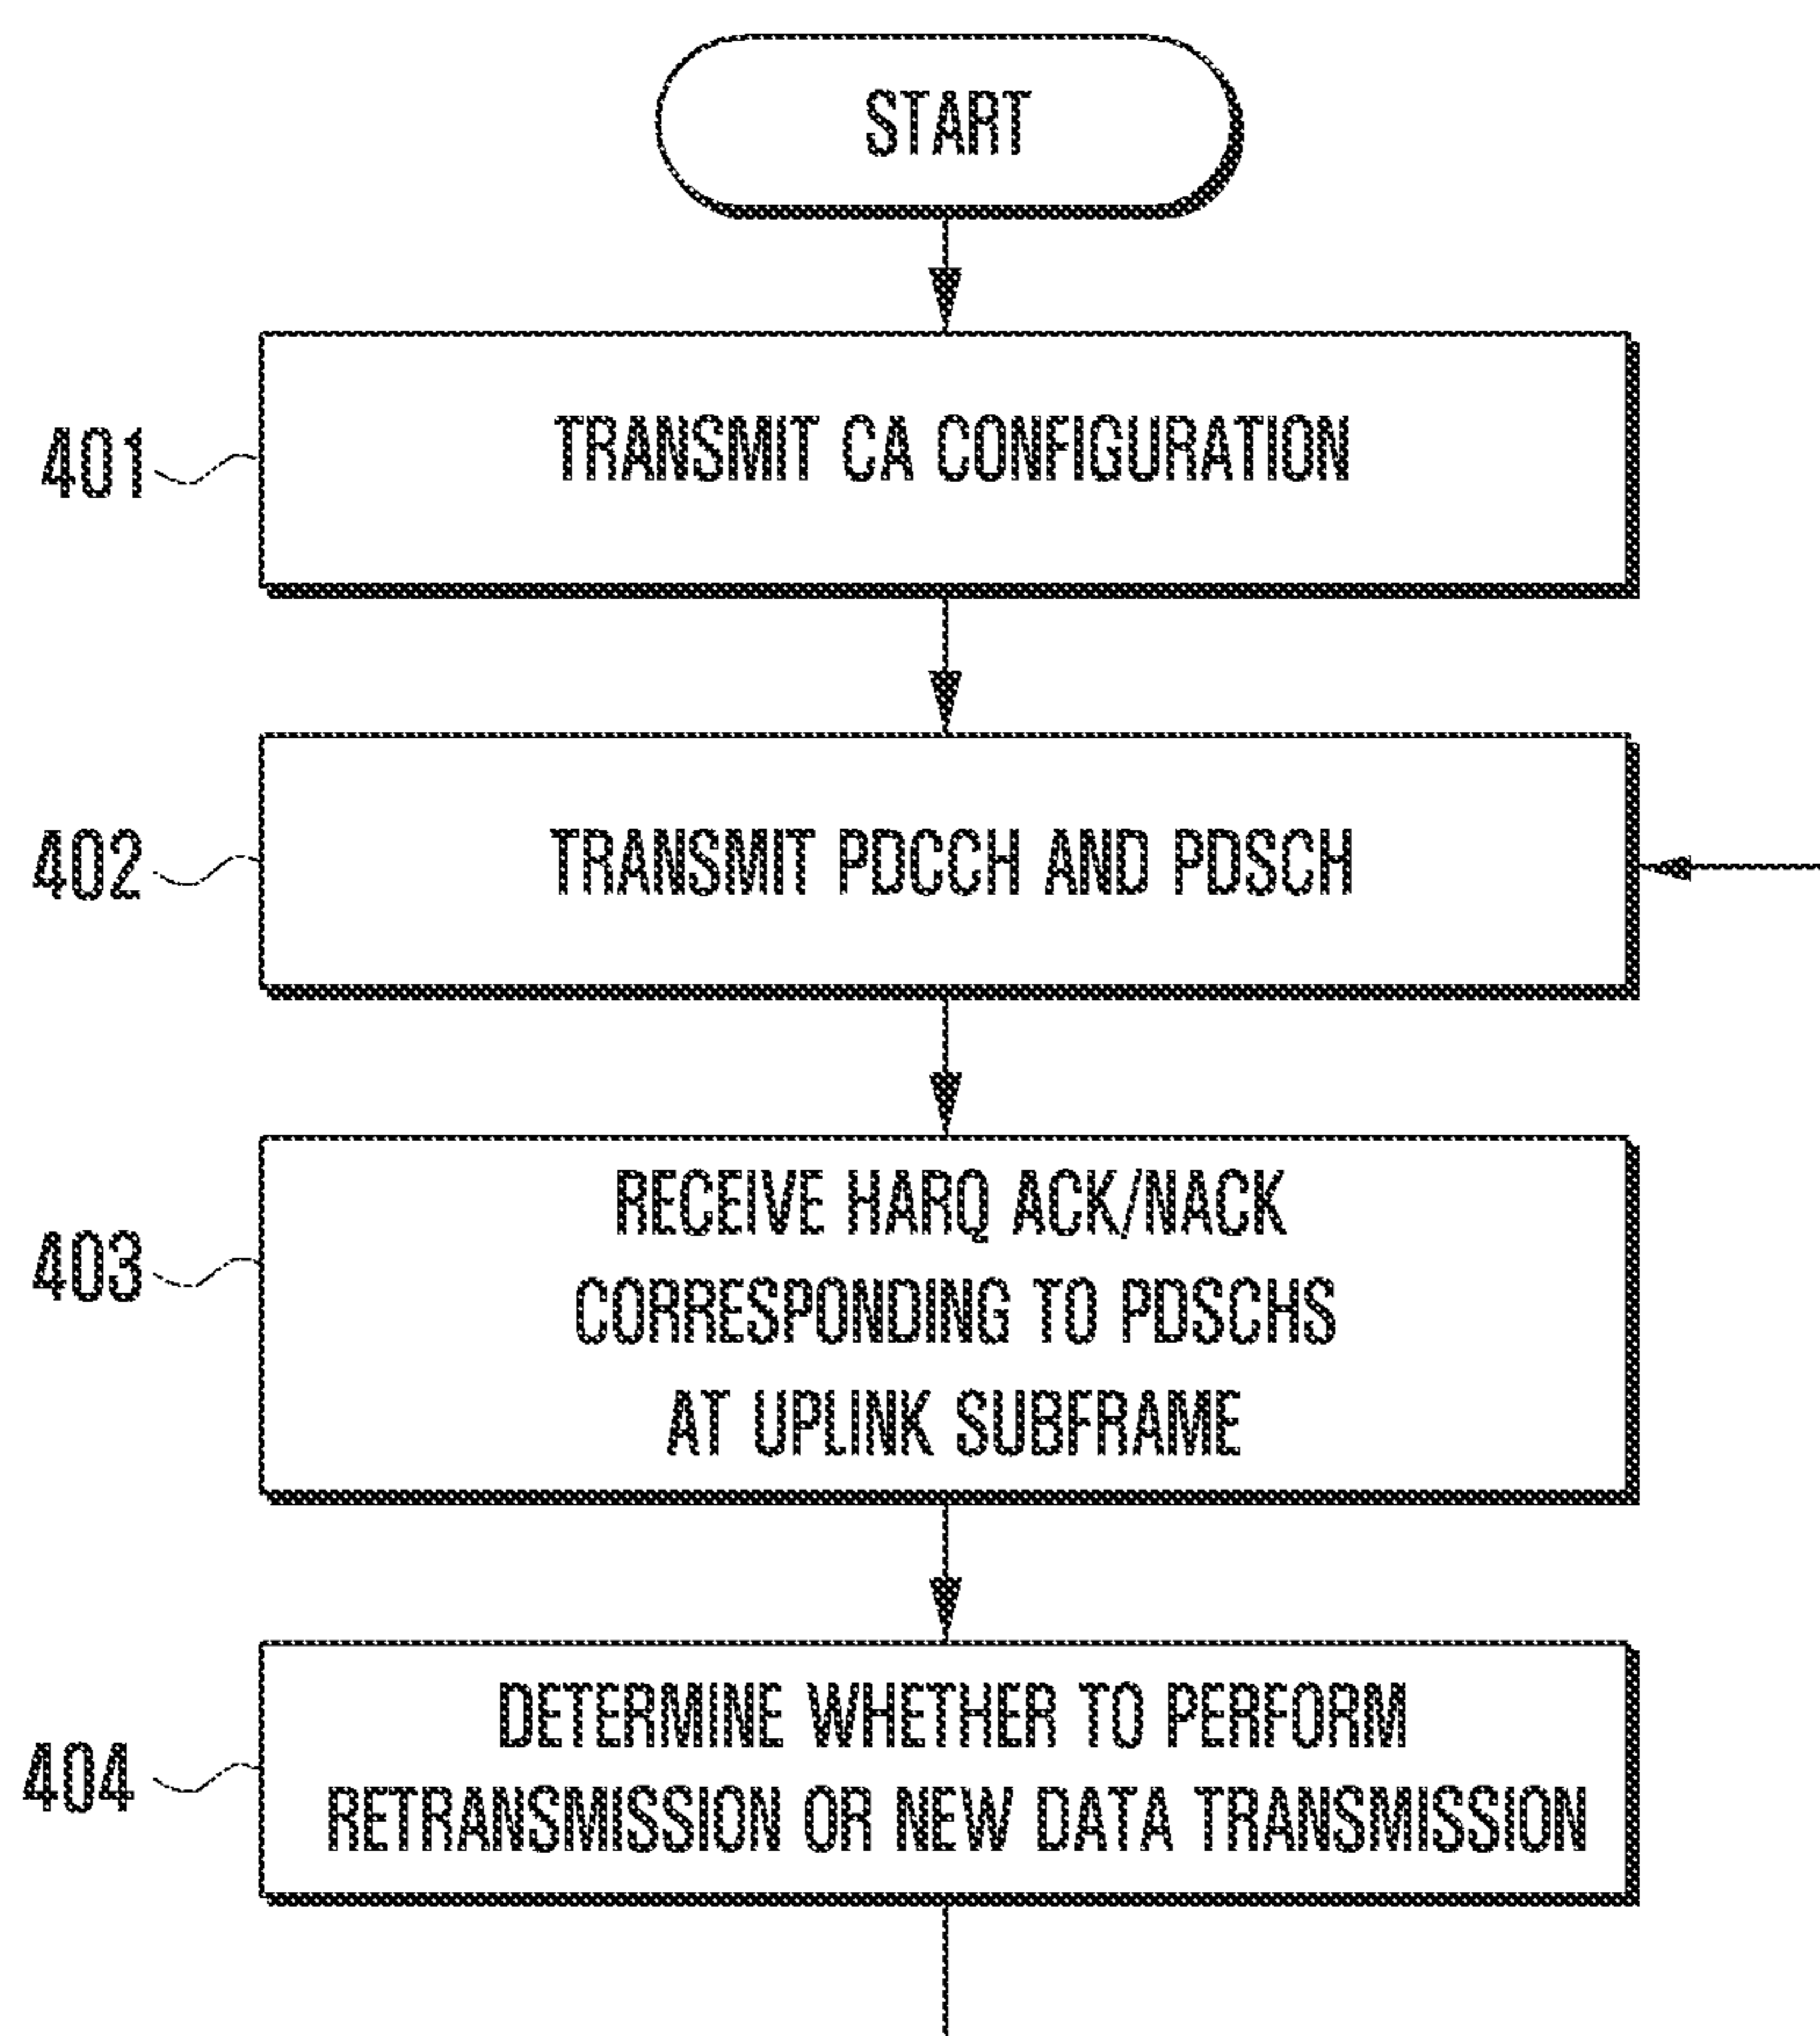 START
401
TRANSMIT CA CONFIGURATION
402
TRANSMIT PDCCH AND PDSCH
403
RECEIVE HARQ ACK/NACK
CORRESPONDING TO PDSCHS
AT UPLINK SUBFRAME
404
DETERMINE WHETHER TO PERFORM
RETRANSMISSION OR NEW DATA TRANSMISSION